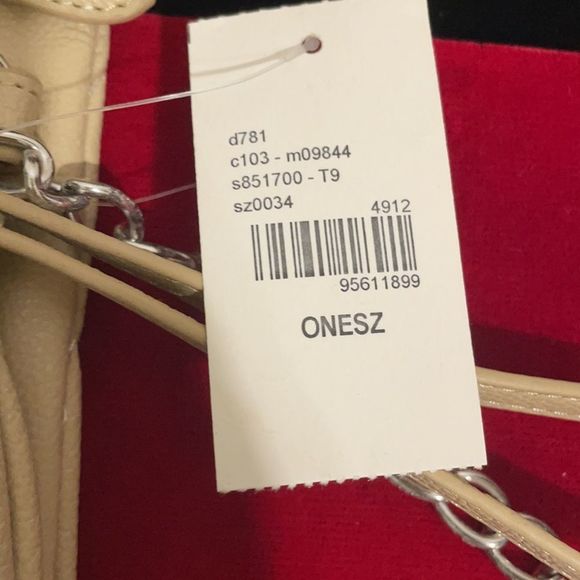 d781
c103 - m09844
s851700 - T9
sz0034
4912
95611899
ONESZ